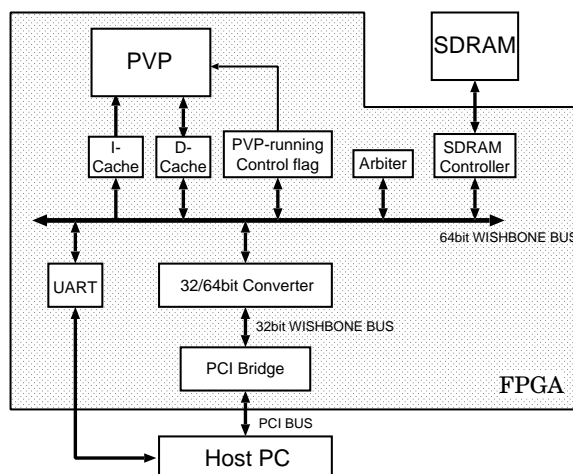 PVP
SDRAM
I-
Cache
D-
Cache
PVP-running
Control flag
Arbiter
SDRAM
Controller
64bit WISHBONE BUS
UART
32/64bit Converter
32bit WISHBONE BUS
PCI Bridge
FPGA
PCI BUS
Host PC